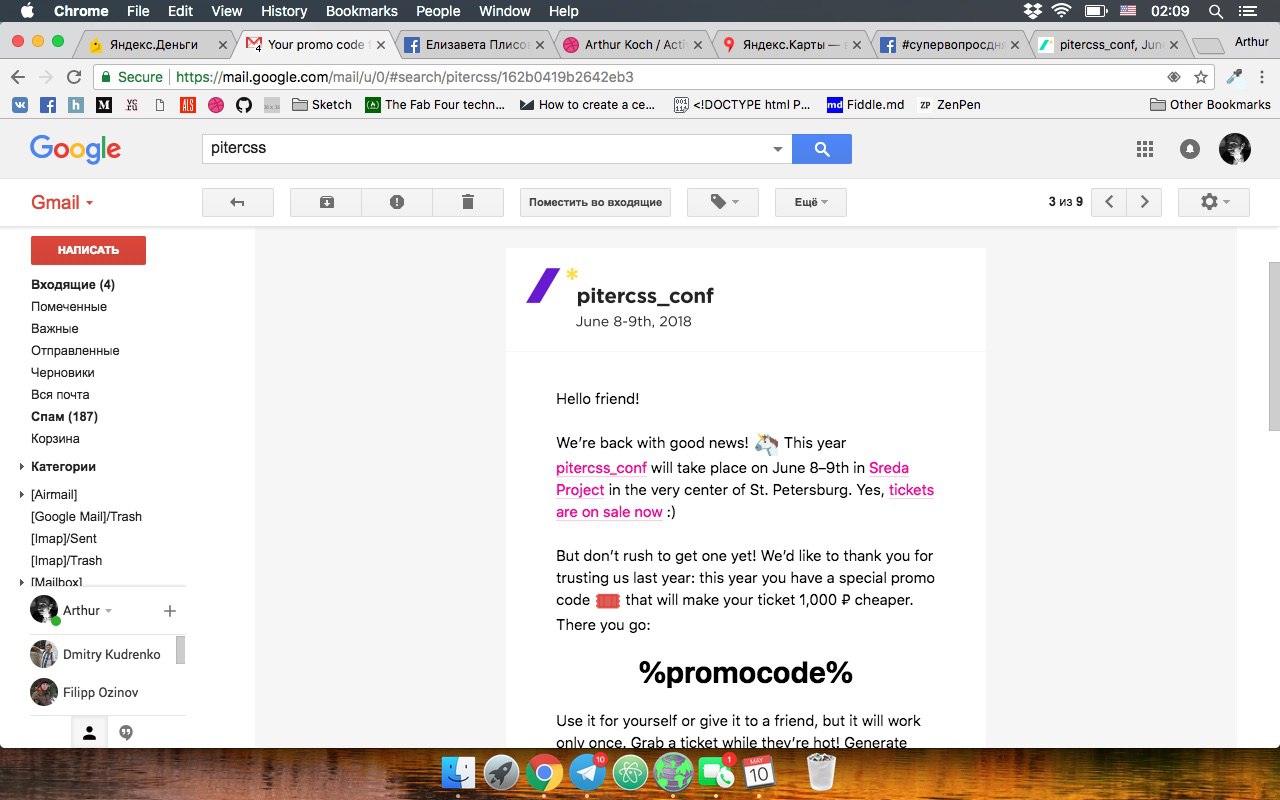 Chrome File Edit View History Bookmarks People Window Help 02:09
Яндекс.Деньги Your promo code Елизавета Плисов Arthur Koch / Activ Яндекс.Карты — #супервопросдня pitercss_conf, June Arthur
Secure https://mail.google.com/mail/u/0/#search/pitercss/162b0419b2642eb3
Sketch The Fab Four techn... How to create a ce... <!DOCTYPE html P... Fiddle.md ZenPen Other Bookmarks
Google pitercss
Gmail Поместить во входящие Ещё 3 из 9
НАПИСАТЬ
Входящие (4)
Помеченные
Важные
Отправленные
Черновики
Вся почта
Спам (187)
Корзина
Категории
[Airmail]
[Google Mail]/Trash
[Imap]/Sent
[Imap]/Trash
[Mailbox]
Arthur
Dmitry Kudrenko
Filipp Ozinov
pitercss_conf
June 8-9th, 2018
Hello friend!
We’re back with good news! This year
pitercss_conf will take place on June 8–9th in Sreda
Project in the very center of St. Petersburg. Yes, tickets
are on sale now :)
But don’t rush to get one yet! We’d like to thank you for
trusting us last year: this year you have a special promo
code that will make your ticket 1,000 ₽ cheaper.
There you go:
%promocode%
Use it for yourself or give it to a friend, but it will work
only once. Grab a ticket while they’re hot! Generate
10 1 MAY 10